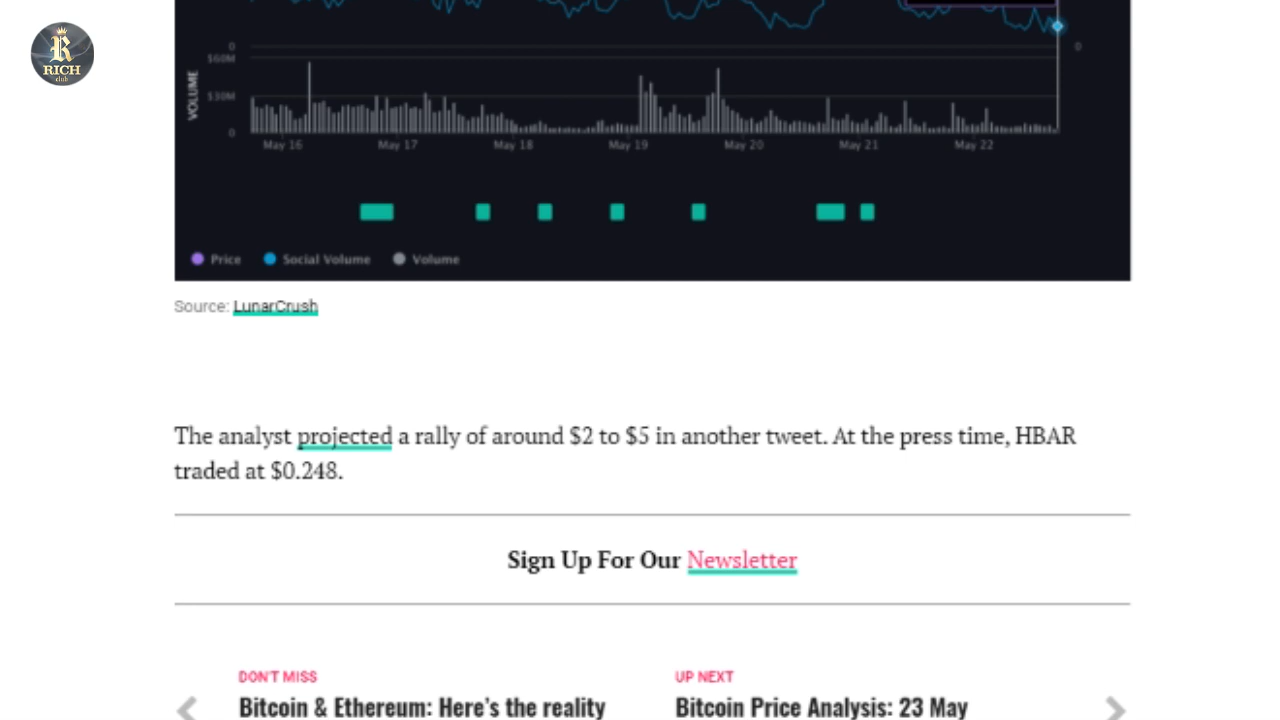 R
RICH
club
0
0
$60M
$30M
0
VOLUME
May 16 May 17 May 18 May 19 May 20 May 21 May 22
Price Social Volume Volume
Source: LunarCrush
The analyst projected a rally of around $2 to $5 in another tweet. At the press time, HBAR
traded at $0.248.
Sign Up For Our Newsletter
DON'T MISS
Bitcoin & Ethereum: Here's the reality
UP NEXT
Bitcoin Price Analysis: 23 May